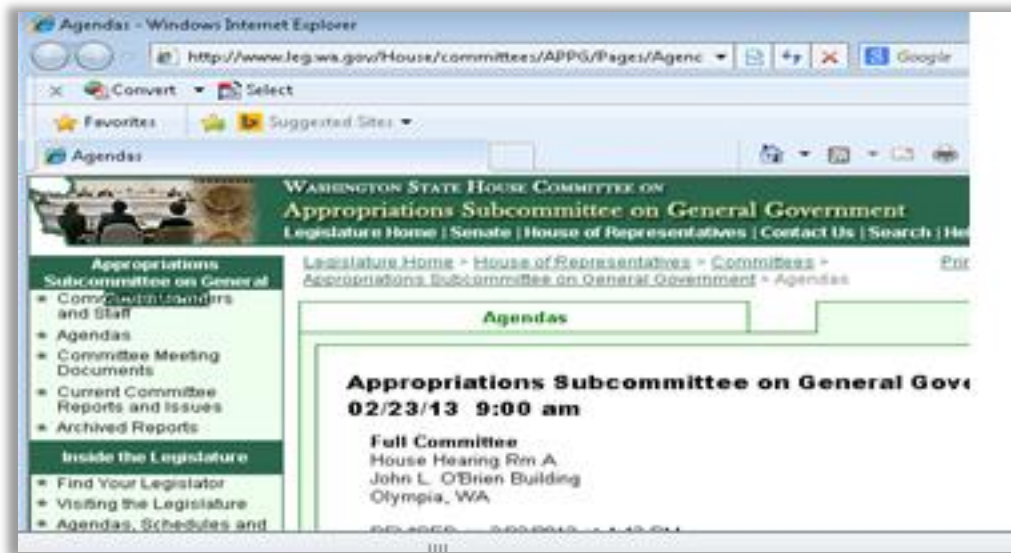 Agendas - Windows Internet Explorer
http://www.leg.wa.gov/House/committees/APPG/Pages/Agenc
Google
Convert Select
Favorites Suggested Sites
Agendas
WASHINGTON STATE HOUSE COMMITTEE ON
Appropriations Subcommittee on General Government
Legislature Home | Senate | House of Representatives | Contact Us | Search | Hel
Appropriations
Subcommittee on General
and Staff
Agendas
Committee Meeting
Documents
Current Committee
Reports and Issues
Archived Reports
Inside the Legislature
Find Your Legislator
Visiting the Legislature
Agendas, Schedules and
Legislature Home > House of Representatives > Committees >
Appropriations Subcommittee on General Government > Agendas
Prin
Agendas
Appropriations Subcommittee on General Gove
02/23/13 9:00 am
Full Committee
House Hearing Rm A
John L. O'Brien Building
Olympia, WA